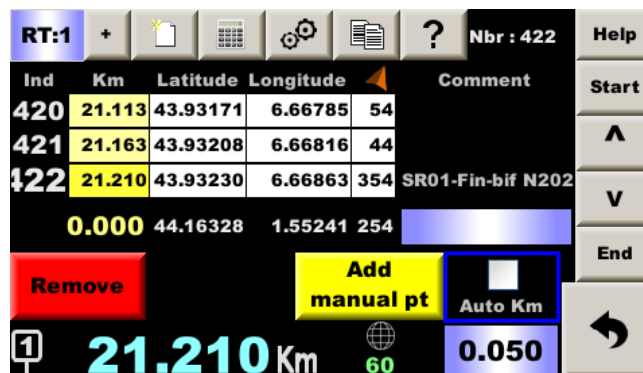 RT:1 + ? Nbr : 422 Help
Ind Km Latitude Longitude Comment Start
420 21.113 43.93171 6.66785 54
421 21.163 43.93208 6.66816 44
422 21.210 43.93230 6.66863 354 SR01-Fin-bif N202
0.000 44.16328 1.55241 254
End
Remove
Add
manual pt
Auto Km
1 21.210 Km 60 0.050